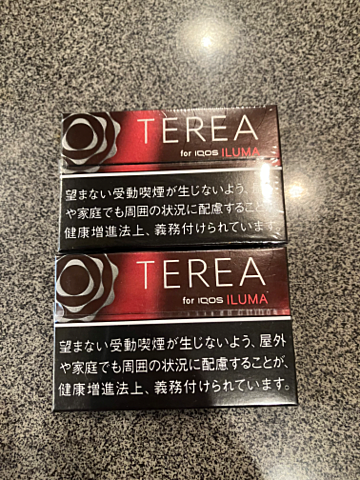 TEREA
for IQOS ILUMA
望まない受動喫煙が生じないよう、
や家庭でも周囲の状況に配慮すること
健康増進法上、義務付けられています
TEREA
for IQOS ILUMA
望まない受動喫煙が生じないよう、屋外
や家庭でも周囲の状況に配慮することが、
健康増進法上、義務付けられています。